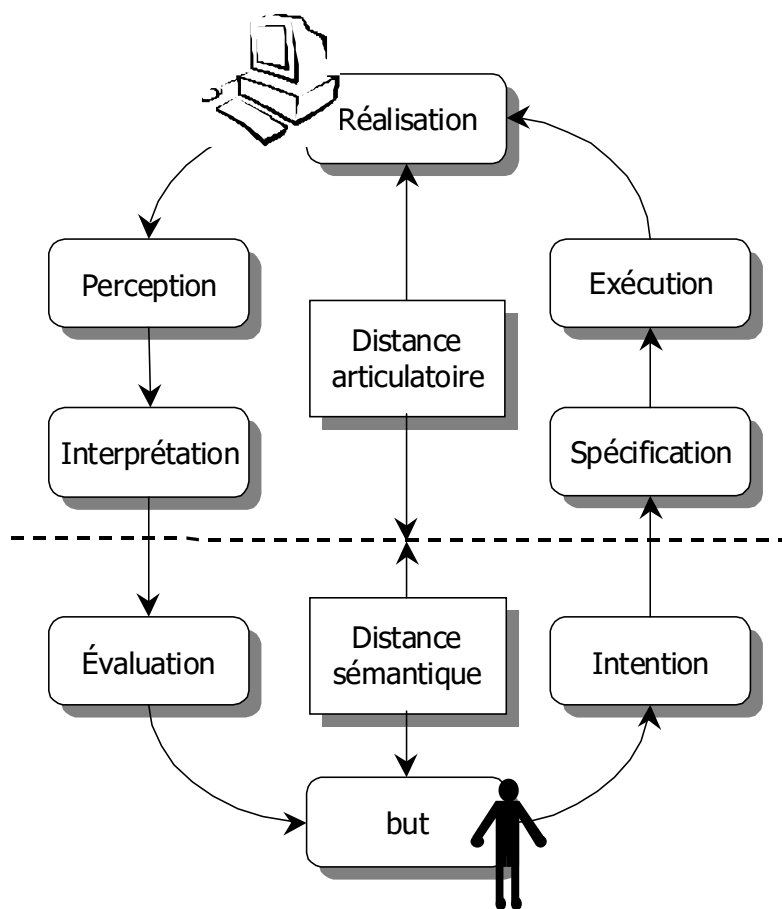 Réalisation
Perception
Exécution
Distance
articulatoire
Interprétation
Spécification
Évaluation
Distance
sémantique
Intention
but